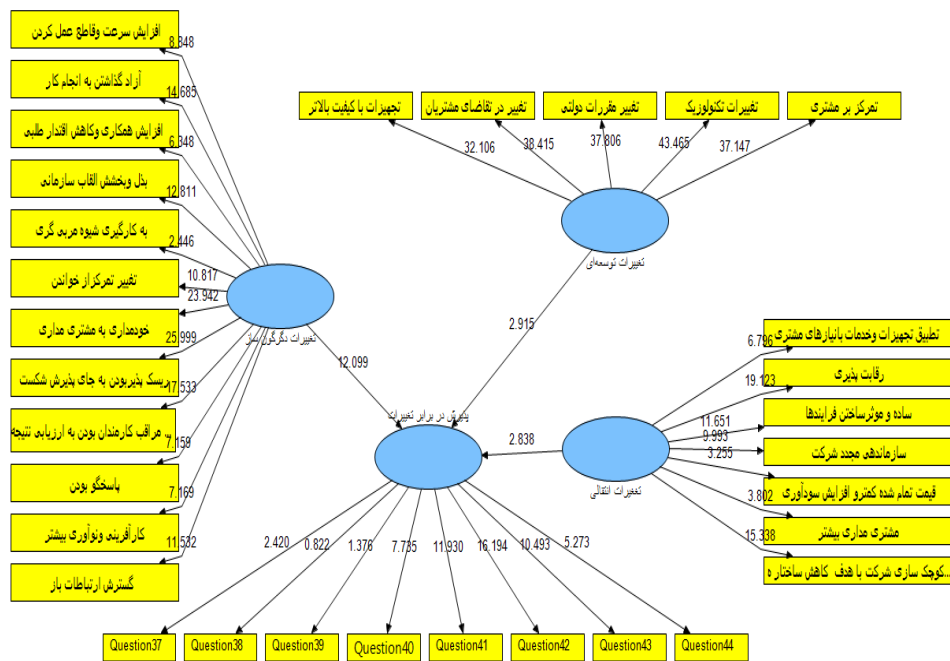 افزایش سرعت وقاطع عمل کردن
8.848
آزاد گذاشتن به انجام کار
14.685
افزایش همکاری وکاهش اقتدار طلبی
6.348
بذل وبخشش القاب سازمانی
12.811
به کارگیری شیوه مربی گری
2.446
تغییر تمرکزاز خواندن
10.817
23.942
خودمداری به مشتری مداری
25.999
ریسک پذیربودن به جای پذیرش شکست
17.533
مراقب کارمندان بودن به ارزیابی نتیجه...
7.159
پاسخگو بودن
7.169
کارآفرینی ونوآوری بیشتر
11.532
گسترش ارتباطات باز
تغییرات دگرگون ساز
12.099
تجهیزات با کیفیت بالاتر
تغییر در تقاضای مشتریان
تغییر مقررات دولتی
تغییرات تکنولوزیک
تمرکز بر مشتری
32.106
38.415
37.806
43.465
37.147
تغییرات توسعه‌ای
2.915
تطبیق تجهیزات وخدمات بانیازهای مشتری
6.796
رقابت پذیری
19.123
ساده و موثرساختن فرایندها
11.651
9.993
سازماندهی مجدد شرکت
3.255
قیمت تمام شده کمترو افزایش سودآوری
3.802
مشتری مداری بیشتر
15.338
کوچک سازی شرکت با هدف کاهش ساختار ه...
تغغیرات انتقالی
2.838
پذیرش در برابر تغییرات
2.420
0.822
1.376
7.735
11.930
16.194
10.493
5.273
Question37
Question38
Question39
Question40
Question41
Question42
Question43
Question44